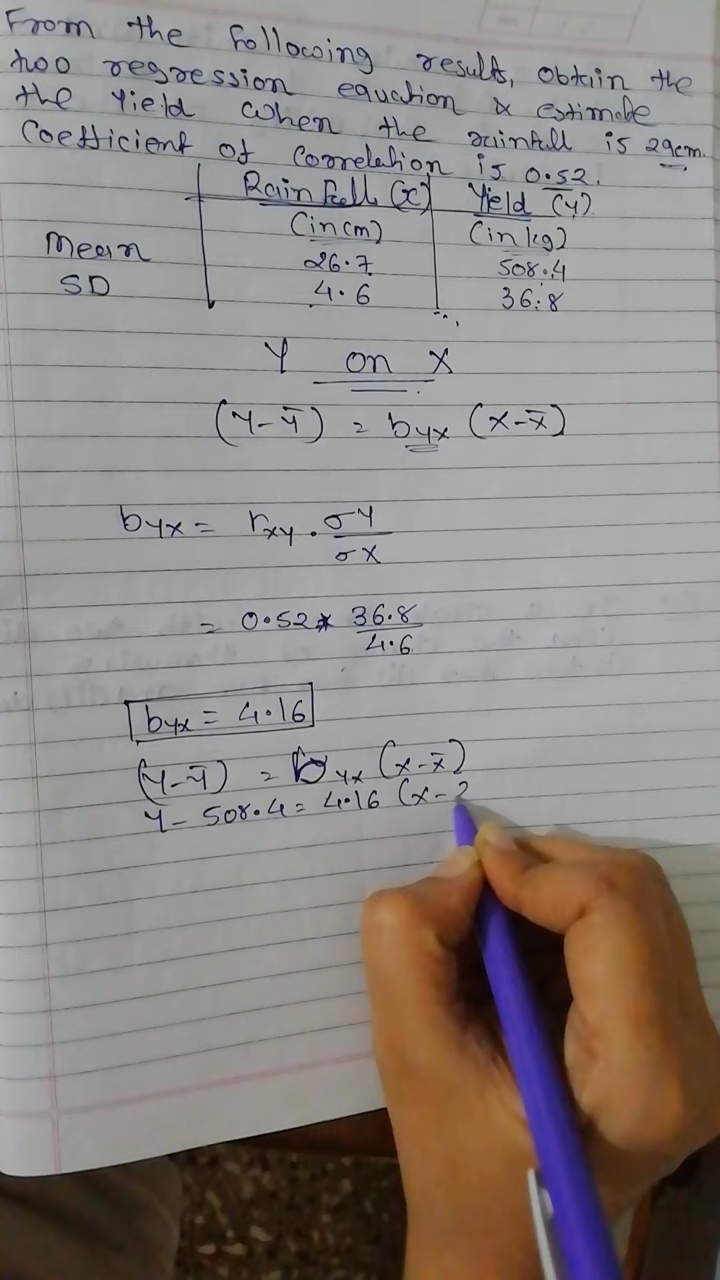 From the following results, obtain the
two regression equation & estimate
the the Yield when the rainfall is 29cm.
Coefficient of Correlation is 0.52.
Rainfall (x) Yield (y)
(in cm) (in kg)
Mean 26.7 508.4
SD 4.6 36.8
Y on X
(y - ȳ) = byx (x - x̄)
byx = rxy . σy / σx
= 0.52 * 36.8 / 4.6
byx = 4.16
(y - ȳ) = byx (x - x̄)
y - 508.4 = 4.16 (x - 2